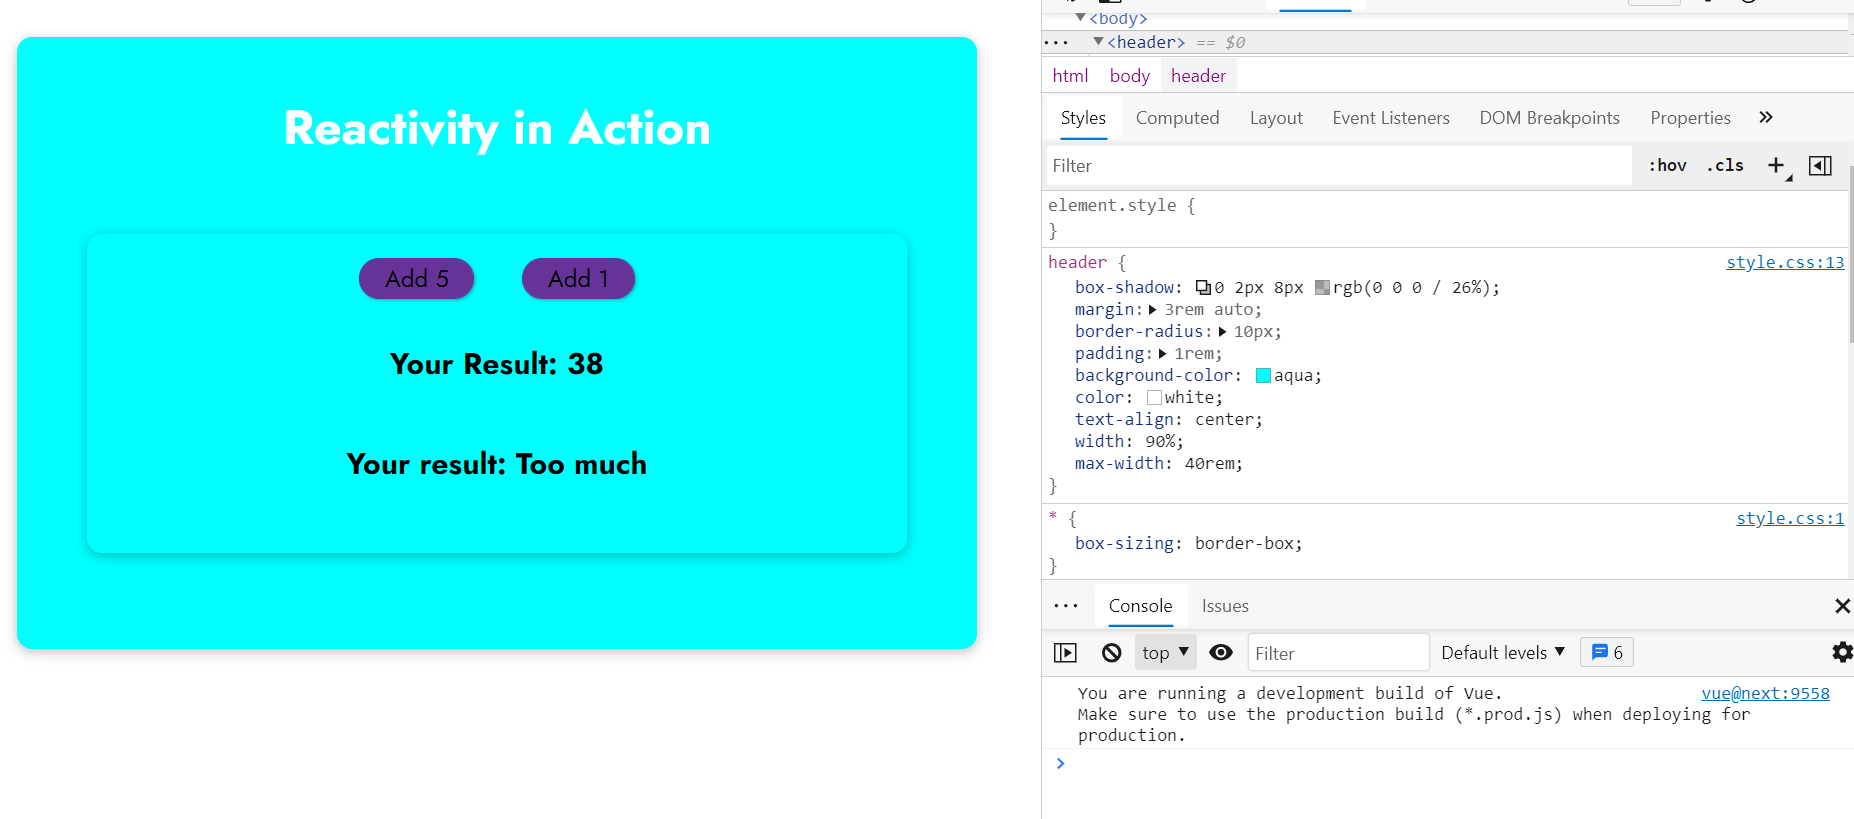 Reactivity in Action
Add 5 Add 1
Your Result: 38
Your result: Too much
<body>
... <header> == $0
html body header
Styles Computed Layout Event Listeners DOM Breakpoints Properties »
Filter :hov .cls +
element.style {
}
header { style.css:13
box-shadow: 0 2px 8px rgb(0 0 0 / 26%);
margin: 3rem auto;
border-radius: 10px;
padding: 1rem;
background-color: aqua;
color: white;
text-align: center;
width: 90%;
max-width: 40rem;
}
* { style.css:1
box-sizing: border-box;
}
... Console Issues
top Filter Default levels 6
You are running a development build of Vue. vue@next:9558
Make sure to use the production build (*.prod.js) when deploying for
production.
>